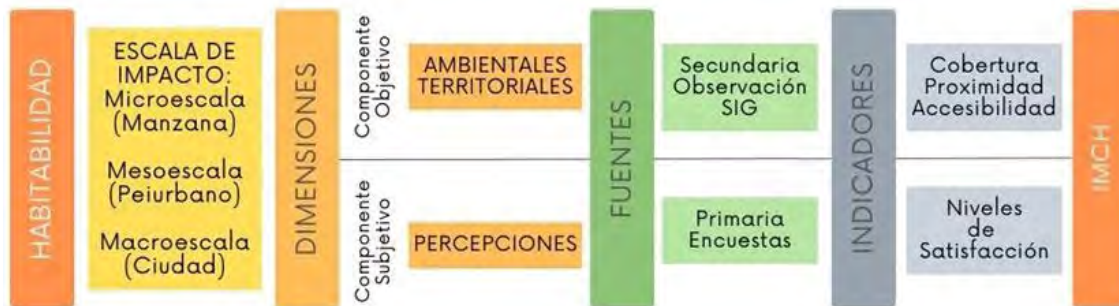 HABITABILIDAD
ESCALA DE
IMPACTO:
Microescala
(Manzana)
Mesoescala
(Peiurbano)
Macroescala
(Ciudad)
DIMENSIONES
Componente
Objetivo
AMBIENTALES
TERRITORIALES
Componente
Subjetivo
PERCEPCIONES
FUENTES
Secundaria
Observación
SIG
Primaria
Encuestas
INDICADORES
Cobertura
Proximidad
Accesibilidad
Niveles
de
Satisfacción
IMCH